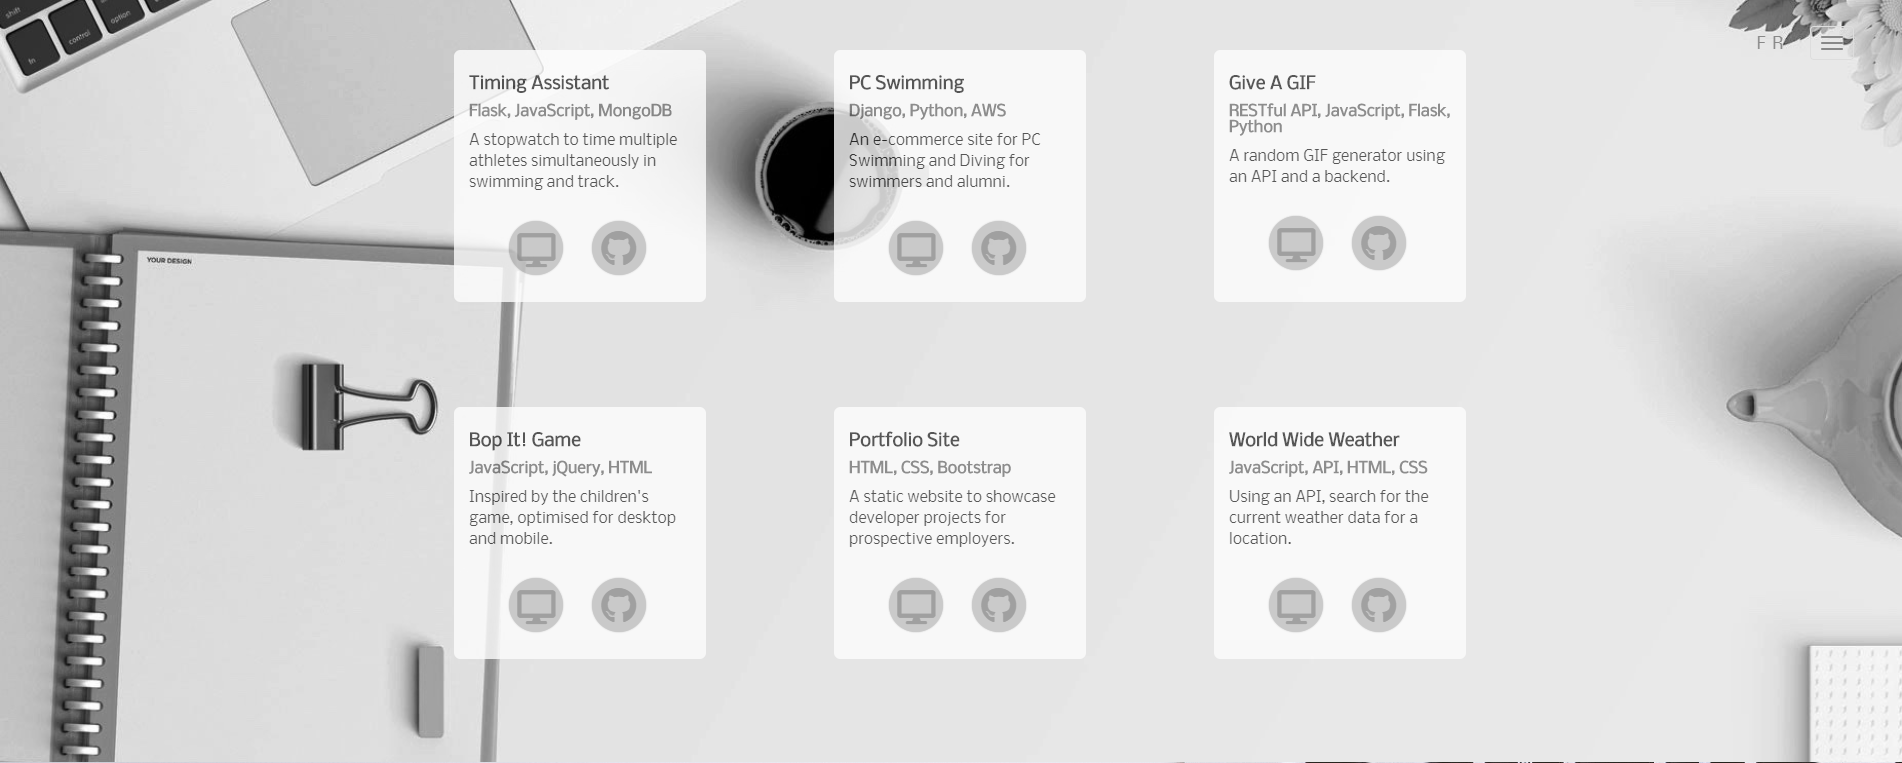 shift
fn
control
option
FR
Timing Assistant
Flask, JavaScript, MongoDB
A stopwatch to time multiple
athletes simultaneously in
swimming and track.
PC Swimming
Django, Python, AWS
An e-commerce site for PC
Swimming and Diving for
swimmers and alumni.
Give A GIF
RESTful API, JavaScript, Flask,
Python
A random GIF generator using
an API and a backend.
YOUR DESIGN
Bop It! Game
JavaScript, jQuery, HTML
Inspired by the children's
game, optimised for desktop
and mobile.
Portfolio Site
HTML, CSS, Bootstrap
A static website to showcase
developer projects for
prospective employers.
World Wide Weather
JavaScript, API, HTML, CSS
Using an API, search for the
current weather data for a
location.